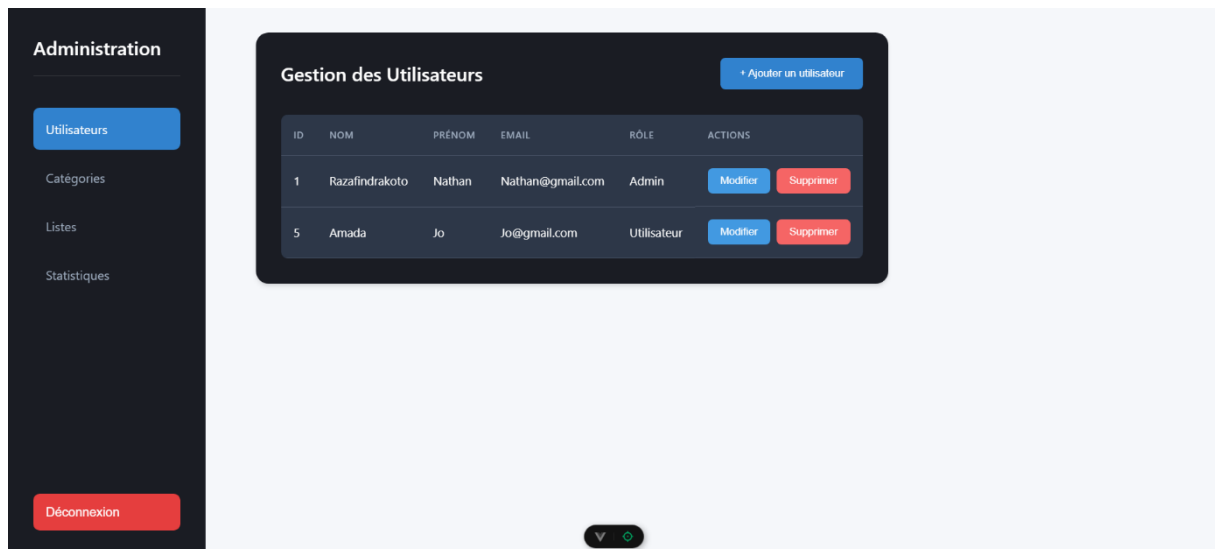 Administration
Utilisateurs
Catégories
Listes
Statistiques
Déconnexion
Gestion des Utilisateurs
+ Ajouter un utilisateur
ID NOM PRÉNOM EMAIL RÔLE ACTIONS
1 Razafindrakoto Nathan Nathan@gmail.com Admin Modifier Supprimer
5 Amada Jo Jo@gmail.com Utilisateur Modifier Supprimer